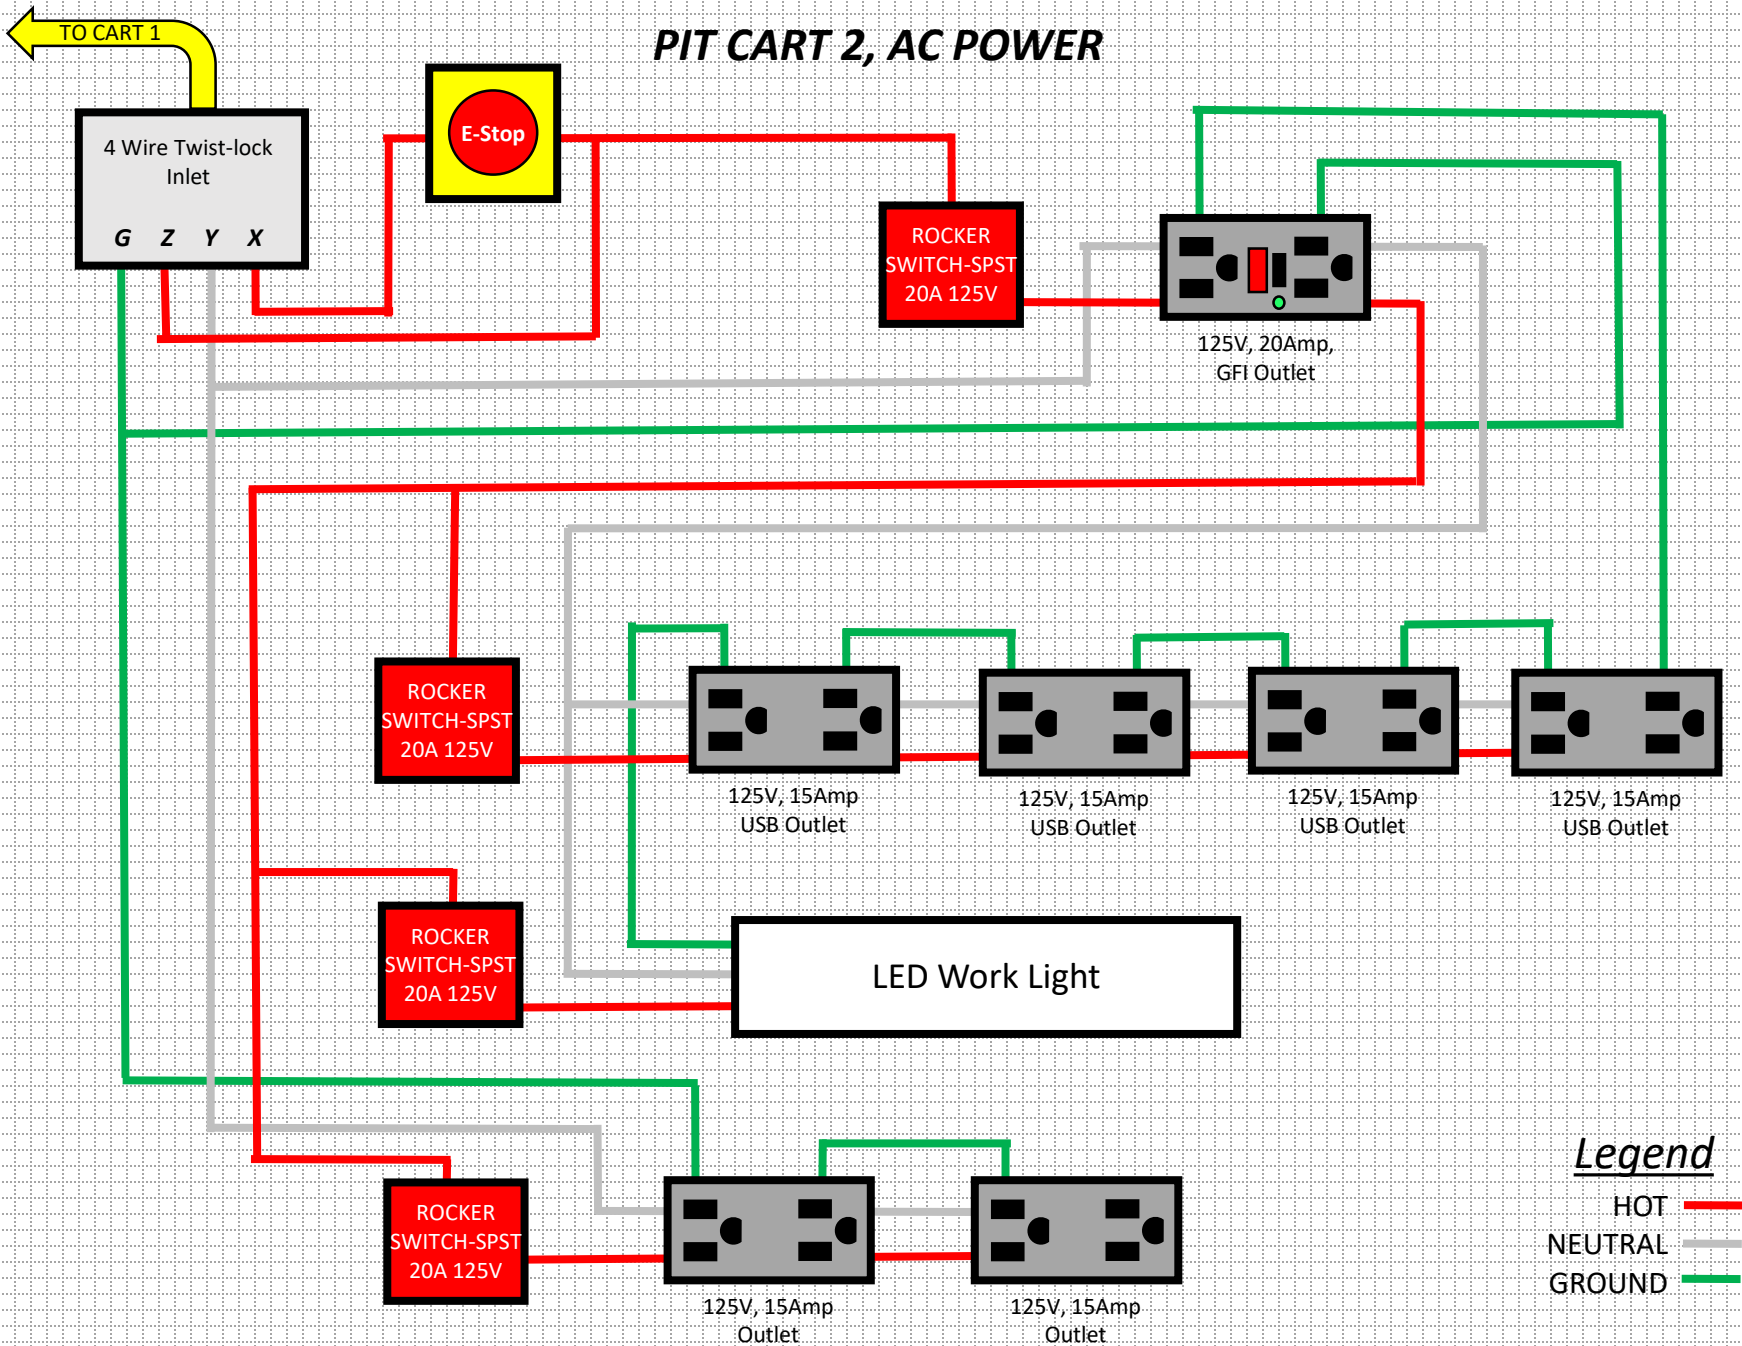 TO CART 1
PIT CART 2, AC POWER
4 Wire Twist-lock
Inlet
G Z Y X
E-Stop
ROCKER
SWITCH-SPST
20A 125V
125V, 20Amp,
GFI Outlet
ROCKER
SWITCH-SPST
20A 125V
125V, 15Amp
USB Outlet
125V, 15Amp
USB Outlet
125V, 15Amp
USB Outlet
125V, 15Amp
USB Outlet
ROCKER
SWITCH-SPST
20A 125V
LED Work Light
ROCKER
SWITCH-SPST
20A 125V
125V, 15Amp
Outlet
125V, 15Amp
Outlet
Legend
HOT
NEUTRAL
GROUND